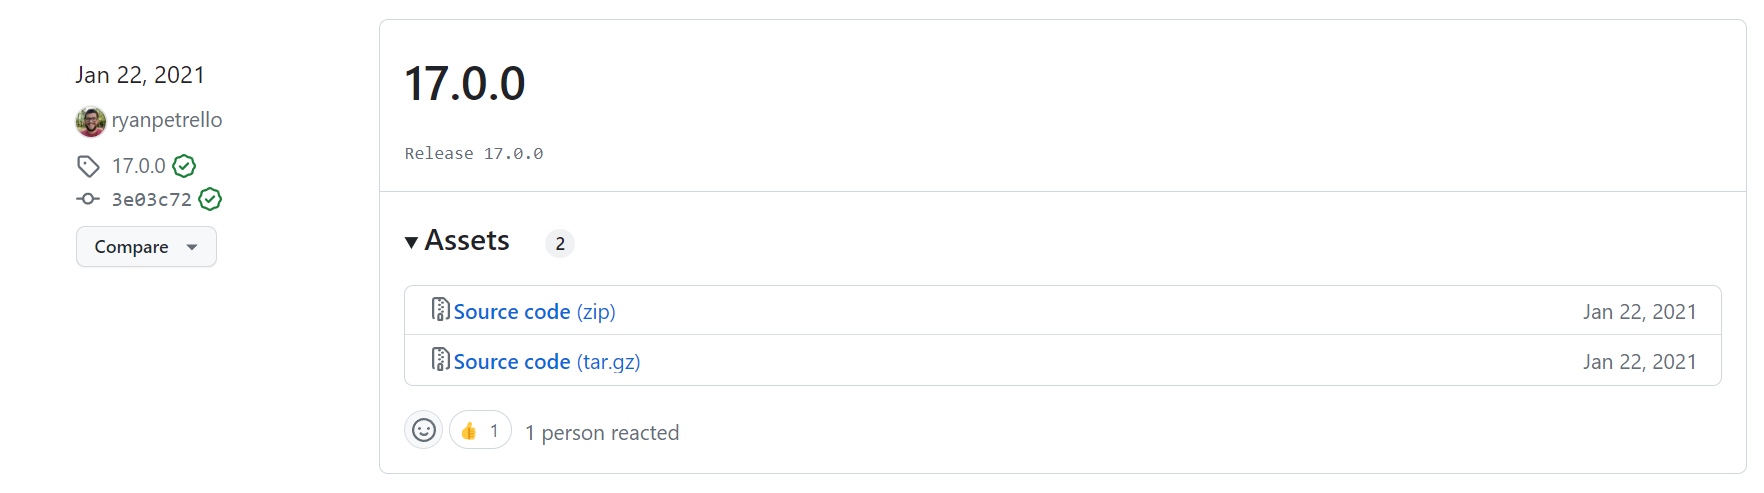 Jan 22, 2021
ryanpetrello
17.0.0
3e03c72
Compare
17.0.0
Release 17.0.0
Assets 2
Source code (zip) Jan 22, 2021
Source code (tar.gz) Jan 22, 2021
1 1 person reacted